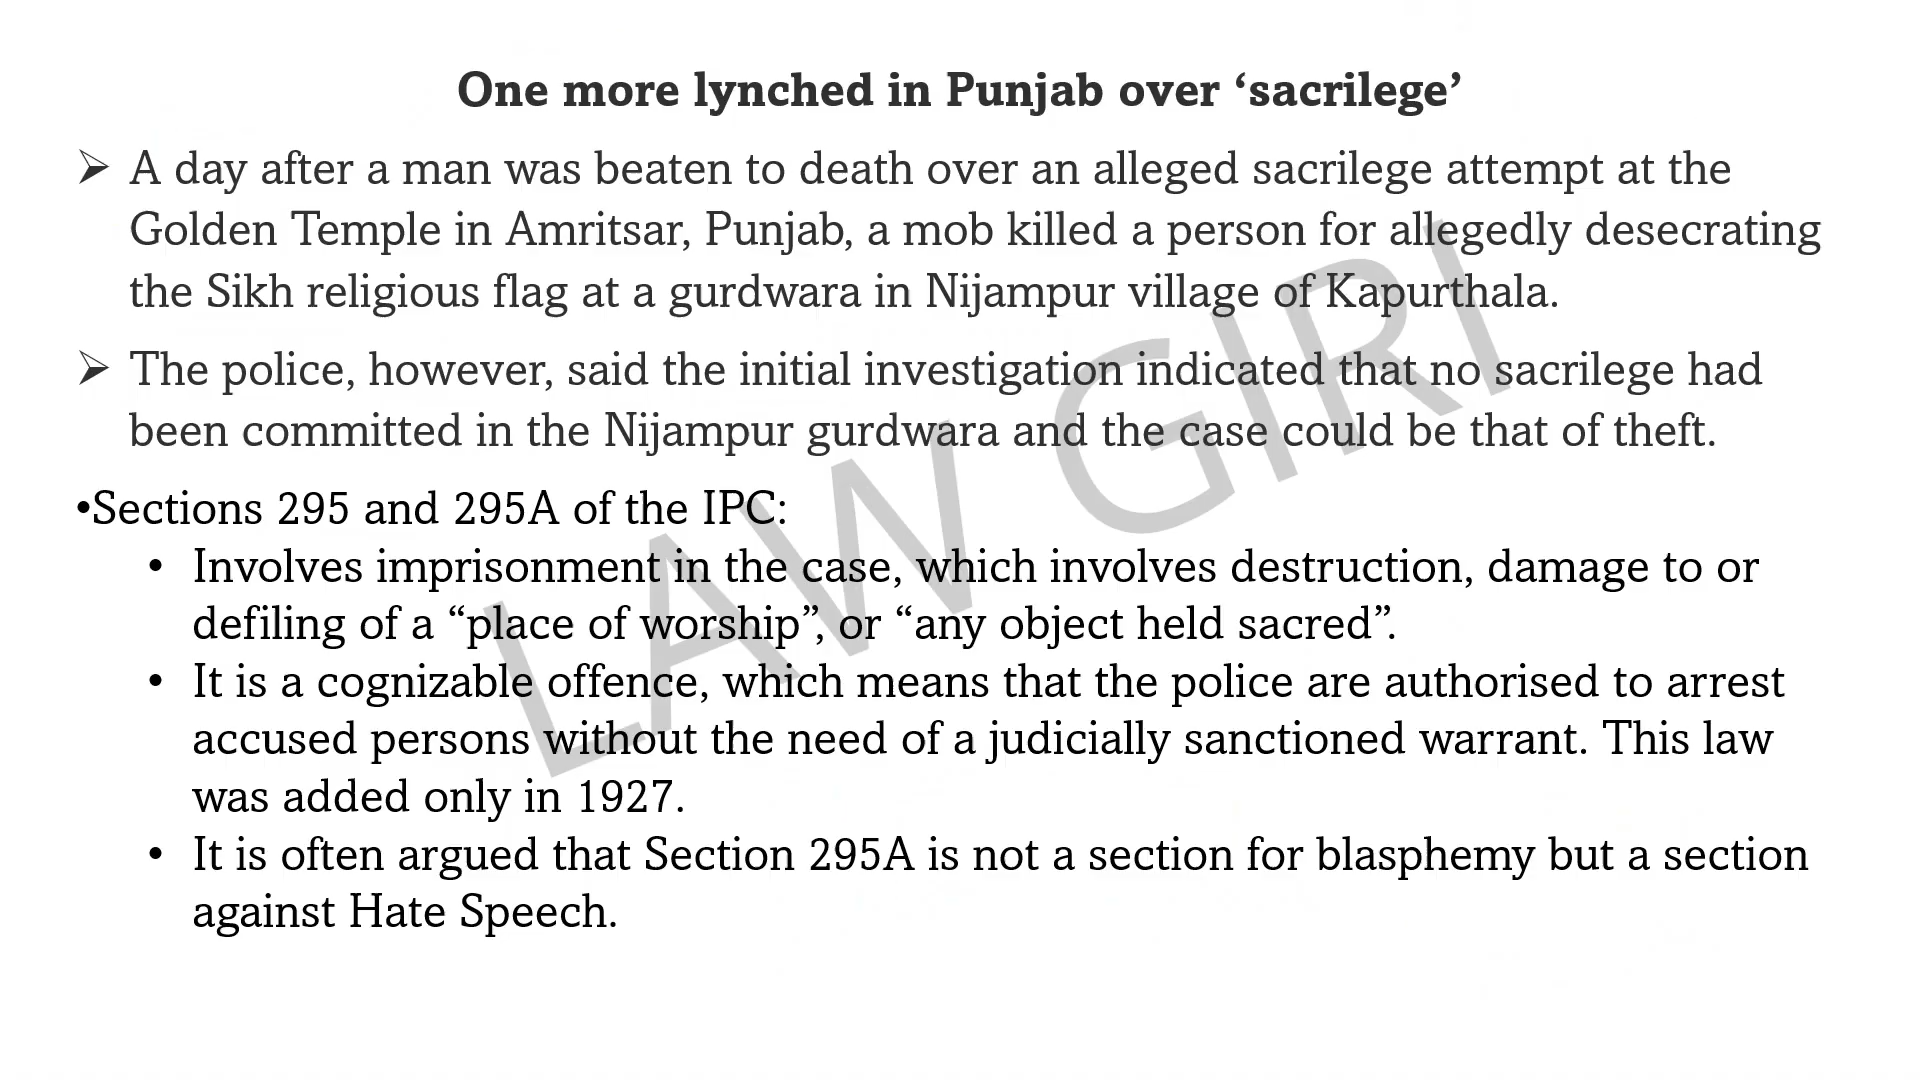 One more lynched in Punjab over ‘sacrilege’
➢ A day after a man was beaten to death over an alleged sacrilege attempt at the
Golden Temple in Amritsar, Punjab, a mob killed a person for allegedly desecrating
the Sikh religious flag at a gurdwara in Nijampur village of Kapurthala.
➢ The police, however, said the initial investigation indicated that no sacrilege had
been committed in the Nijampur gurdwara and the case could be that of theft.
•Sections 295 and 295A of the IPC:
• Involves imprisonment in the case, which involves destruction, damage to or
defiling of a “place of worship”, or “any object held sacred”.
• It is a cognizable offence, which means that the police are authorised to arrest
accused persons without the need of a judicially sanctioned warrant. This law
was added only in 1927.
• It is often argued that Section 295A is not a section for blasphemy but a section
against Hate Speech.
LAW GIRI